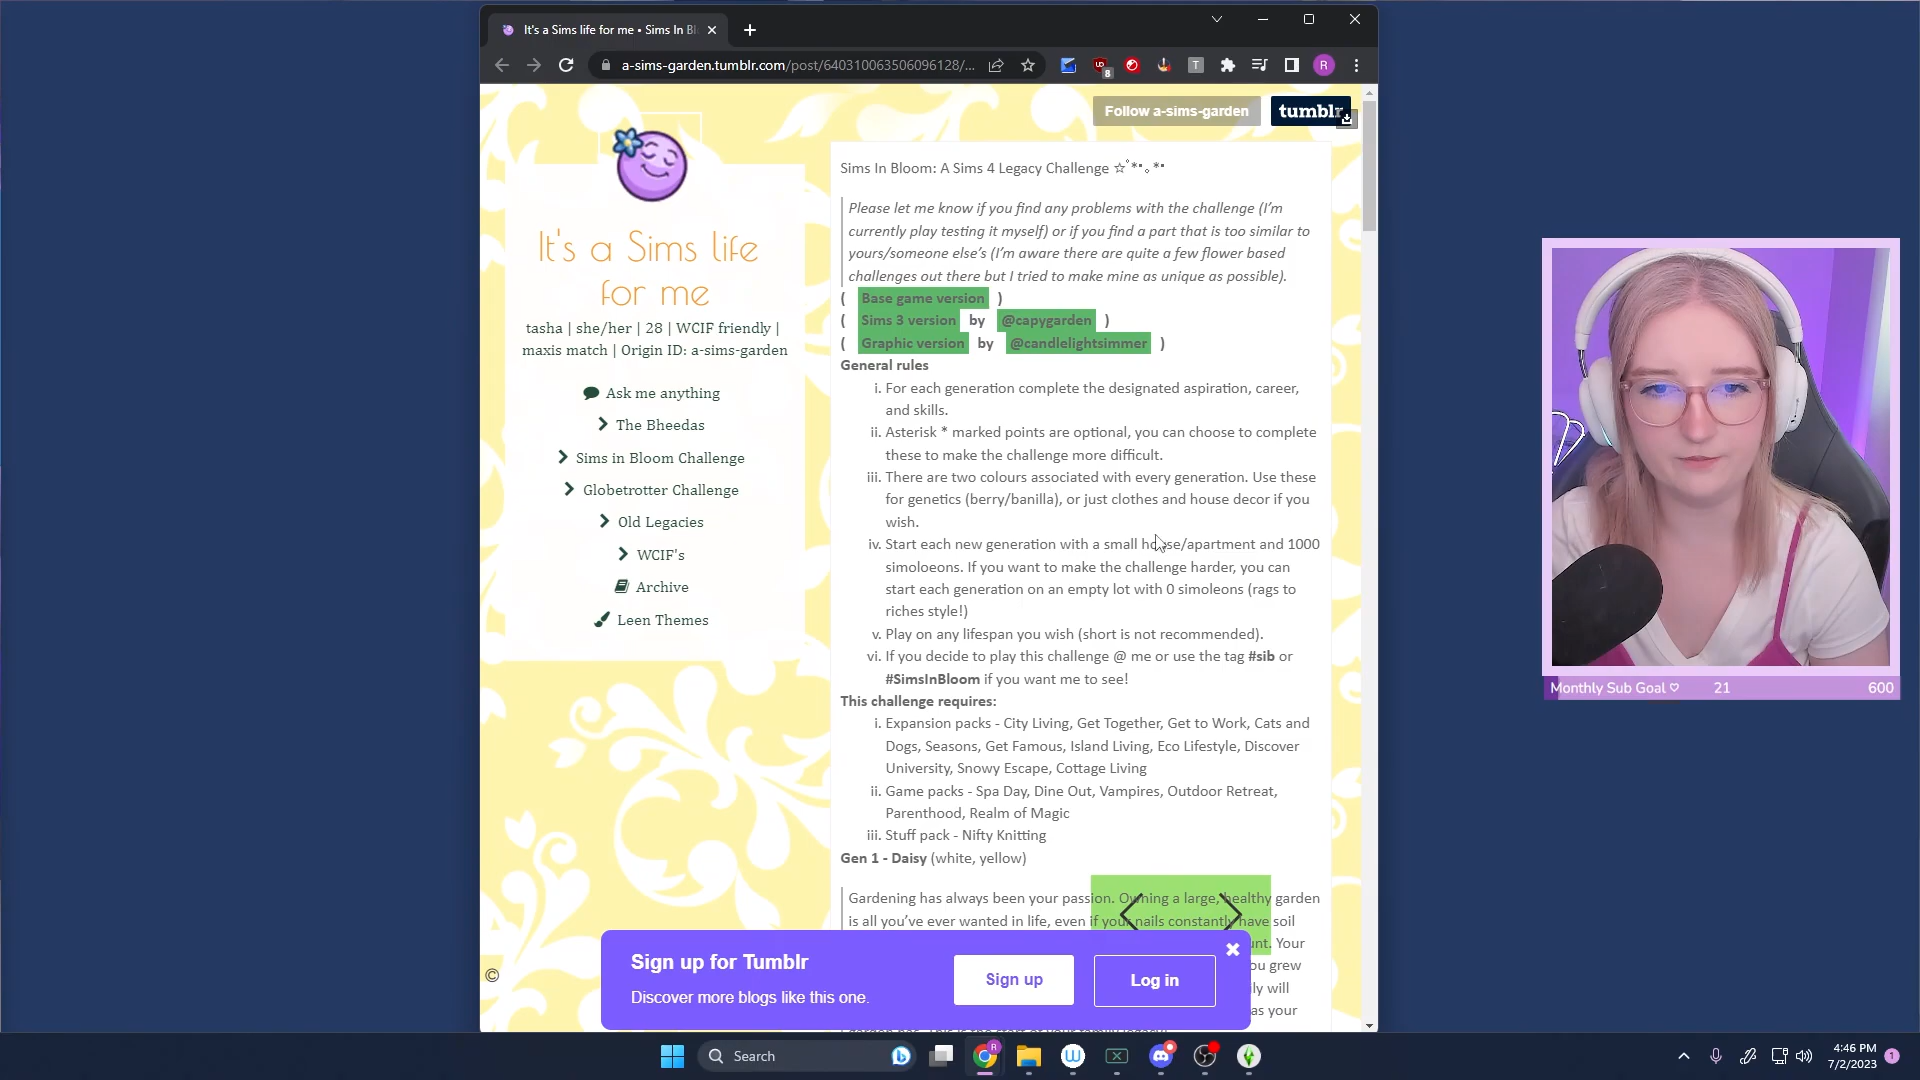 It's a Sims life for me • Sims In Bl
a-sims-garden.tumblr.com/post/640310063506096128/...
8
T
R
Follow a-sims-garden
tumblr
It's a Sims life
for me
tasha | she/her | 28 | WCIF friendly |
maxis match | Origin ID: a-sims-garden
Ask me anything
The Bheedas
Sims in Bloom Challenge
Globetrotter Challenge
Old Legacies
WCIF's
Archive
Leen Themes
©
Sims In Bloom: A Sims 4 Legacy Challenge ☆ﾟ*•｡*•
Please let me know if you find any problems with the challenge (I'm
currently play testing it myself) or if you find a part that is too similar to
yours/someone else's (I'm aware there are quite a few flower based
challenges out there but I tried to make mine as unique as possible).
( Base game version )
( Sims 3 version by @capygarden )
( Graphic version by @candlelightsimmer )
General rules
i. For each generation complete the designated aspiration, career,
and skills.
ii. Asterisk * marked points are optional, you can choose to complete
these to make the challenge more difficult.
iii. There are two colours associated with every generation. Use these
for genetics (berry/banilla), or just clothes and house decor if you
wish.
iv. Start each new generation with a small house/apartment and 1000
simoloeons. If you want to make the challenge harder, you can
start each generation on an empty lot with 0 simoleons (rags to
riches style!)
v. Play on any lifespan you wish (short is not recommended).
vi. If you decide to play this challenge @ me or use the tag #sib or
#SimsInBloom if you want me to see!
This challenge requires:
i. Expansion packs - City Living, Get Together, Get to Work, Cats and
Dogs, Seasons, Get Famous, Island Living, Eco Lifestyle, Discover
University, Snowy Escape, Cottage Living
ii. Game packs - Spa Day, Dine Out, Vampires, Outdoor Retreat,
Parenthood, Realm of Magic
iii. Stuff pack - Nifty Knitting
Gen 1 - Daisy (white, yellow)
Gardening has always been your passion. Owning a large, healthy garden
is all you've ever wanted in life, even if your nails constantly have soil
Your
ou grew
ly will
as your
Sign up for Tumblr
Discover more blogs like this one.
Sign up
Log in
Monthly Sub Goal ♡ 21 600
Search
R
4:46 PM
7/2/2023
1